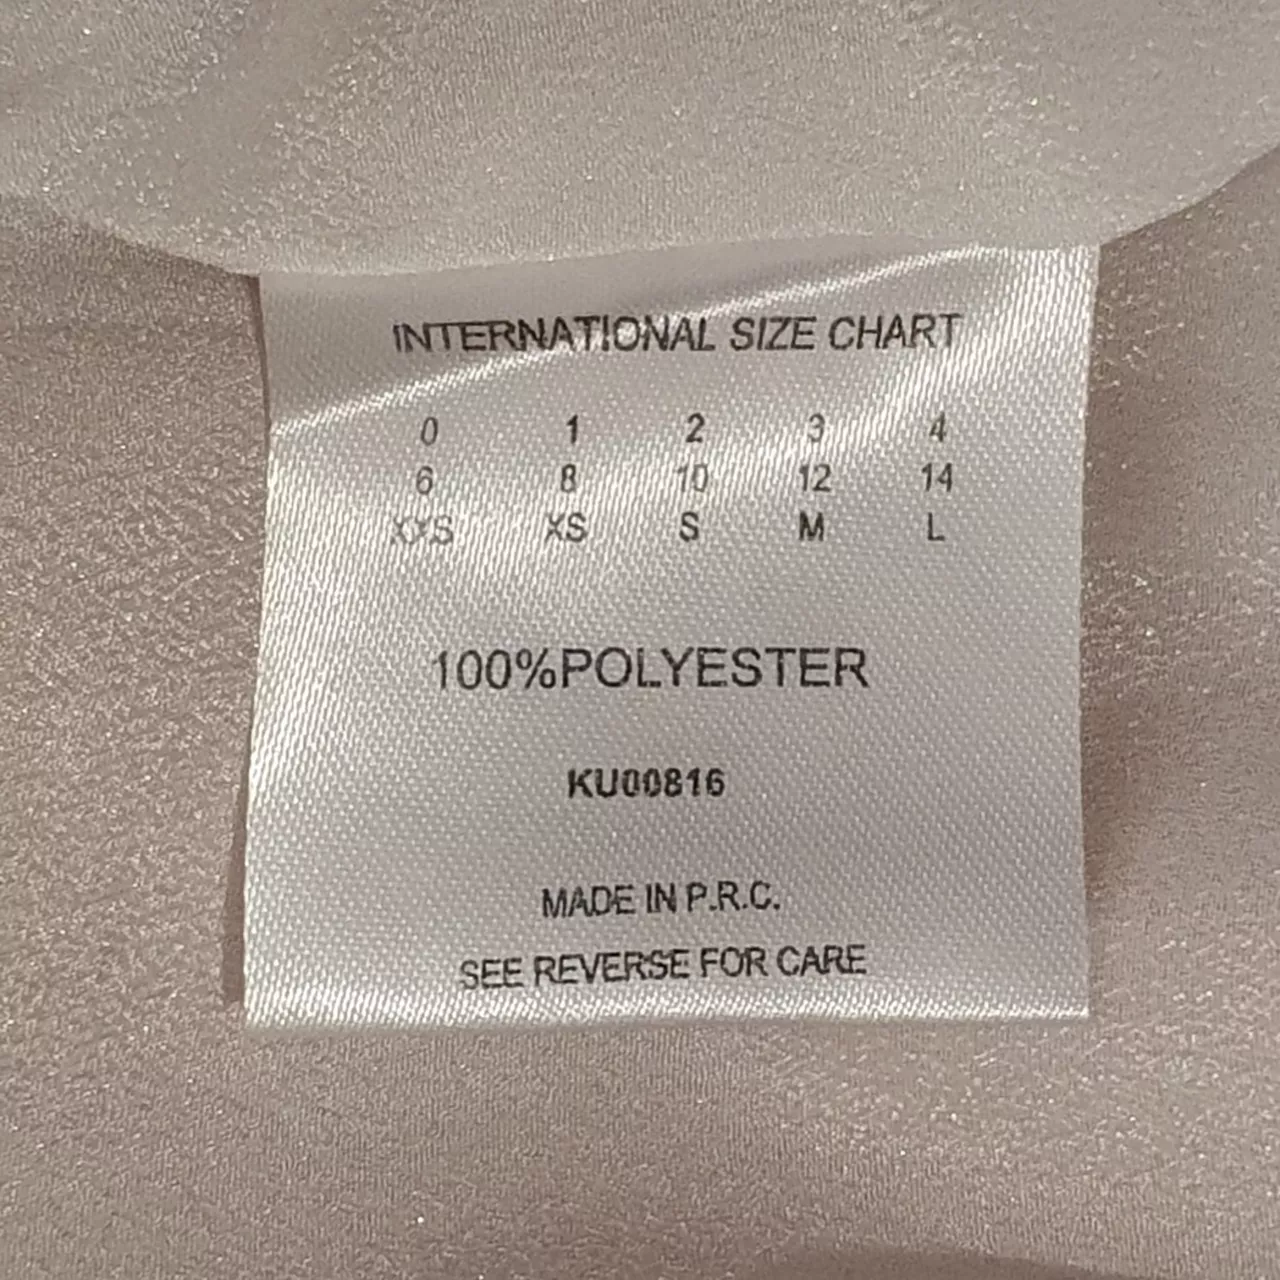 INTERNATIONAL SIZE CHART
0 1 2 3 4
6 8 10 12 14
XXS XS S M L
100%POLYESTER
KU00816
MADE IN P.R.C.
SEE REVERSE FOR CARE